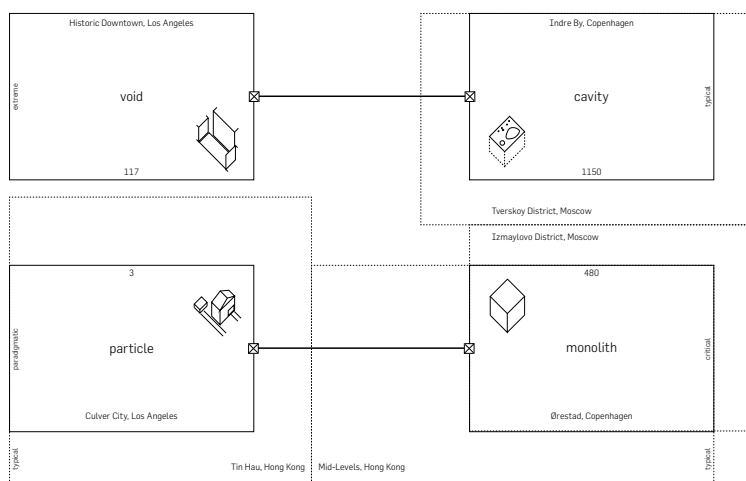 Historic Downtown, Los Angeles
extreme
void
117
Indre By, Copenhagen
cavity
typical
1150
Tverskoy District, Moscow
Izmaylovo District, Moscow
3
paradigmatic
particle
Culver City, Los Angeles
480
monolith
critical
Ørestad, Copenhagen
typical
Tin Hau, Hong Kong
Mid-Levels, Hong Kong
typical